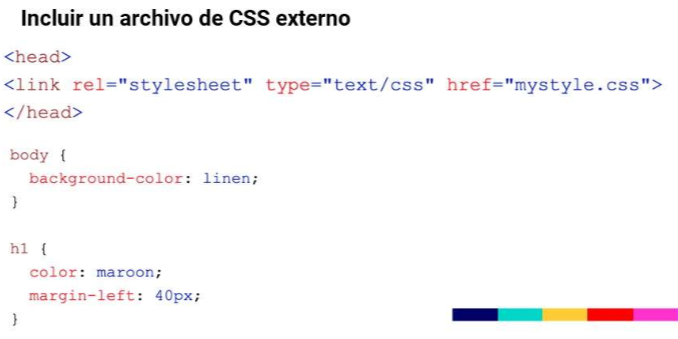 Incluir un archivo de CSS externo
<head>
<link rel="stylesheet" type="text/css" href="mystyle.css">
</head>
body {
  background-color: linen;
}
h1 {
  color: maroon;
  margin-left: 40px;
}